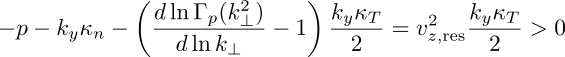 $-p - k_y \kappa_n - \left( \frac{d \ln \Gamma_p(k_\perp^2)}{d \ln k_\perp} - 1 \right) \frac{k_y \kappa_T}{2} = v_{z,\mathrm{res}}^2 \frac{k_y \kappa_T}{2} > 0$